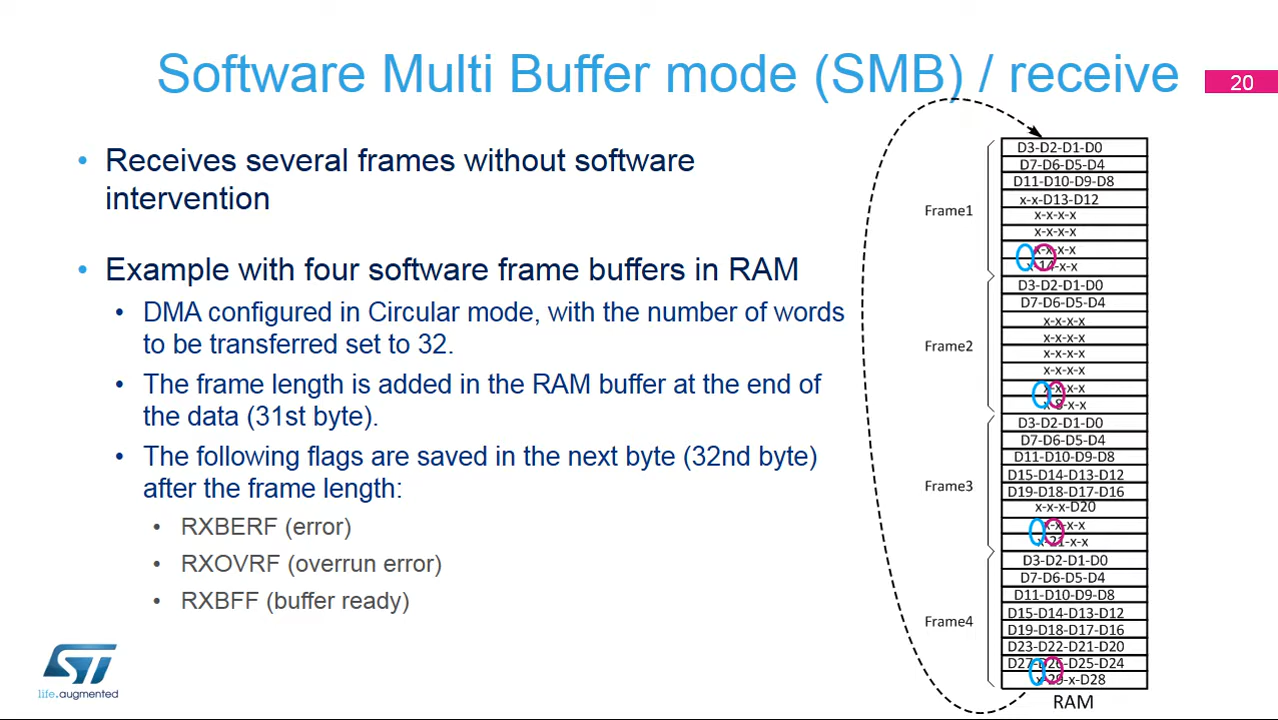 Software Multi Buffer mode (SMB) / receive
20
• Receives several frames without software
intervention
• Example with four software frame buffers in RAM
• DMA configured in Circular mode, with the number of words
to be transferred set to 32.
• The frame length is added in the RAM buffer at the end of
the data (31st byte).
• The following flags are saved in the next byte (32nd byte)
after the frame length:
• RXBERF (error)
• RXOVRF (overrun error)
• RXBFF (buffer ready)
Frame1
D3-D2-D1-D0
D7-D6-D5-D4
D11-D10-D9-D8
x-x-D13-D12
x-x-x-x
x-x-x-x
x-x-x-x
x-14-x-x
Frame2
D3-D2-D1-D0
D7-D6-D5-D4
x-x-x-x
x-x-x-x
x-x-x-x
x-x-x-x
x-x-x-x
x-8-x-x
Frame3
D3-D2-D1-D0
D7-D6-D5-D4
D11-D10-D9-D8
D15-D14-D13-D12
D19-D18-D17-D16
x-x-x-D20
x-x-x-x
x-21-x-x
Frame4
D3-D2-D1-D0
D7-D6-D5-D4
D11-D10-D9-D8
D15-D14-D13-D12
D19-D18-D17-D16
D23-D22-D21-D20
D27-D26-D25-D24
x-29-x-D28
RAM
ST
life.augmented